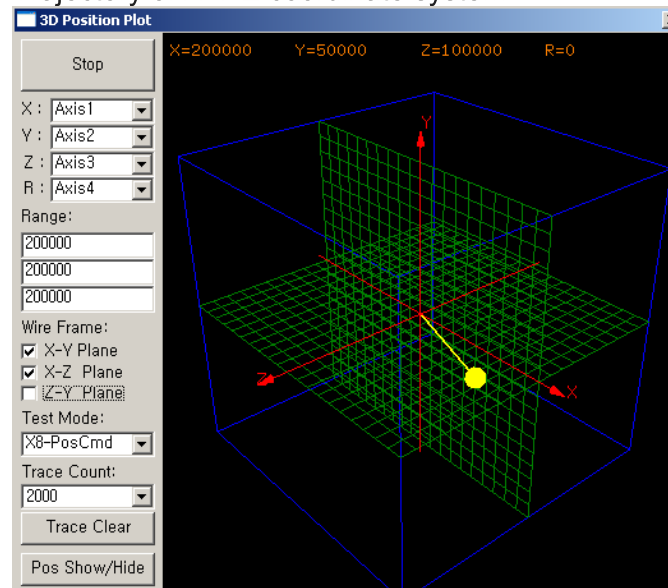 3D Position Plot
Stop
X : Axis1
Y : Axis2
Z : Axis3
R : Axis4
Range:
200000
200000
200000
Wire Frame:
X-Y Plane
X-Z Plane
Z-Y Plane
Test Mode:
X8-PosCmd
Trace Count:
2000
Trace Clear
Pos Show/Hide
X=200000 Y=50000 Z=100000 R=0
Y
Z
X